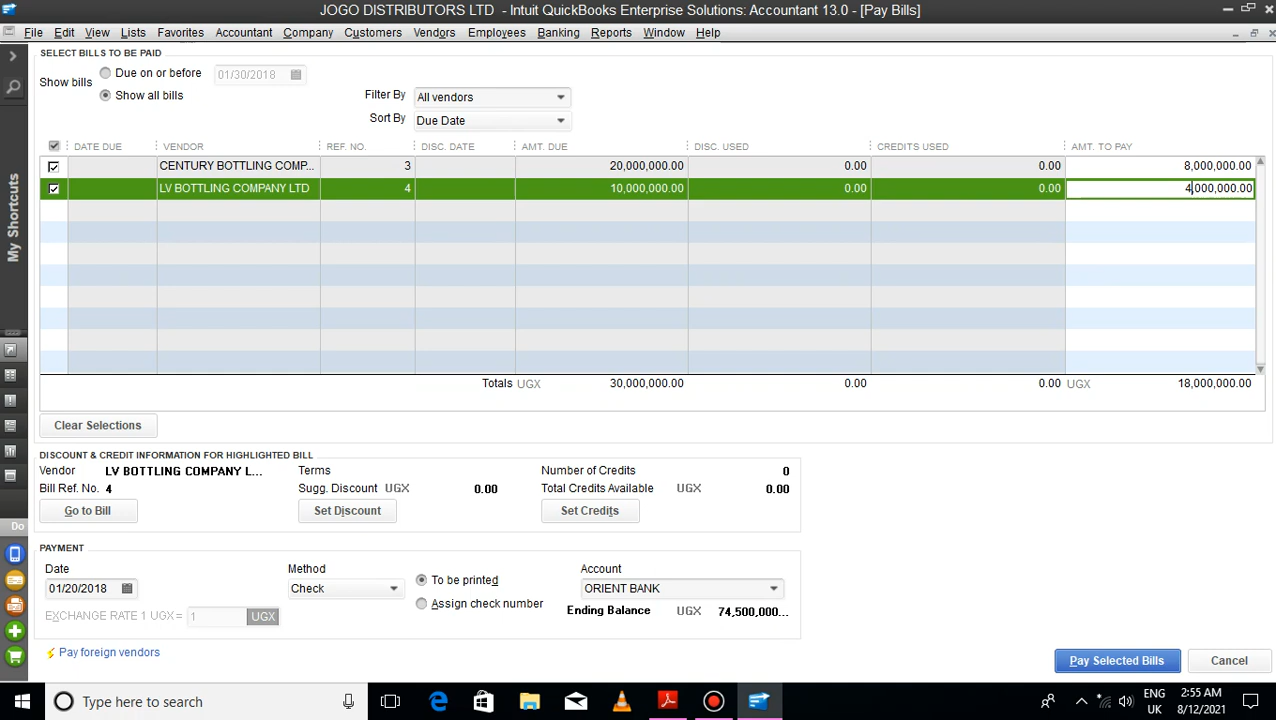 JOGO DISTRIBUTORS LTD - Intuit QuickBooks Enterprise Solutions: Accountant 13.0 - [Pay Bills]
File Edit View Lists Favorites Accountant Company Customers Vendors Employees Banking Reports Window Help
SELECT BILLS TO BE PAID
Show bills
Due on or before 01/30/2018
Show all bills
Filter By All vendors
Sort By Due Date
DATE DUE VENDOR REF. NO. DISC. DATE AMT. DUE DISC. USED CREDITS USED AMT. TO PAY
CENTURY BOTTLING COMP... 3 20,000,000.00 0.00 0.00 8,000,000.00
LV BOTTLING COMPANY LTD 4 10,000,000.00 0.00 0.00 4,000,000.00
Totals UGX 30,000,000.00 0.00 0.00 UGX 18,000,000.00
Clear Selections
DISCOUNT & CREDIT INFORMATION FOR HIGHLIGHTED BILL
Vendor LV BOTTLING COMPANY L... Terms Number of Credits 0
Bill Ref. No. 4 Sugg. Discount UGX 0.00 Total Credits Available UGX 0.00
Go to Bill Set Discount Set Credits
PAYMENT
Date Method Account
01/20/2018 Check To be printed ORIENT BANK
Assign check number Ending Balance UGX 74,500,000...
EXCHANGE RATE 1 UGX = 1 UGX
Pay foreign vendors
Pay Selected Bills Cancel
My Shortcuts
Do
Type here to search
ENG 2:55 AM
UK 8/12/2021